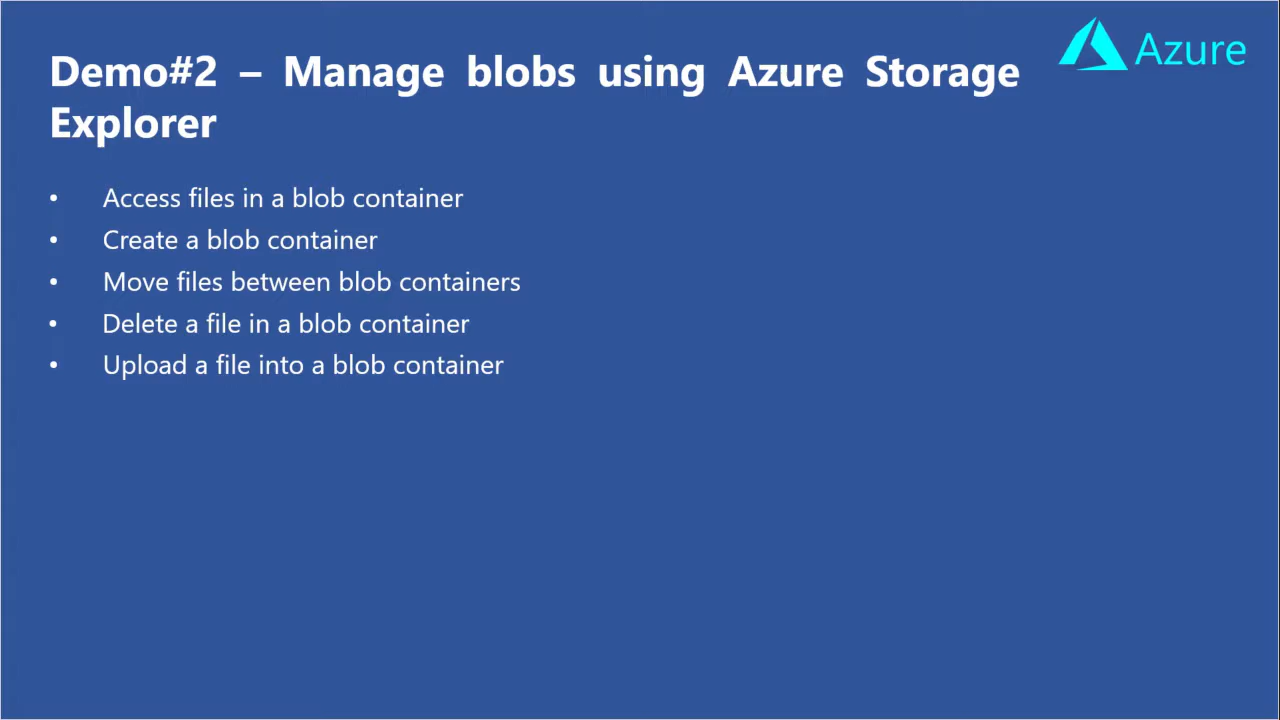 Azure
Demo#2 – Manage blobs using Azure Storage
Explorer
• Access files in a blob container
• Create a blob container
• Move files between blob containers
• Delete a file in a blob container
• Upload a file into a blob container